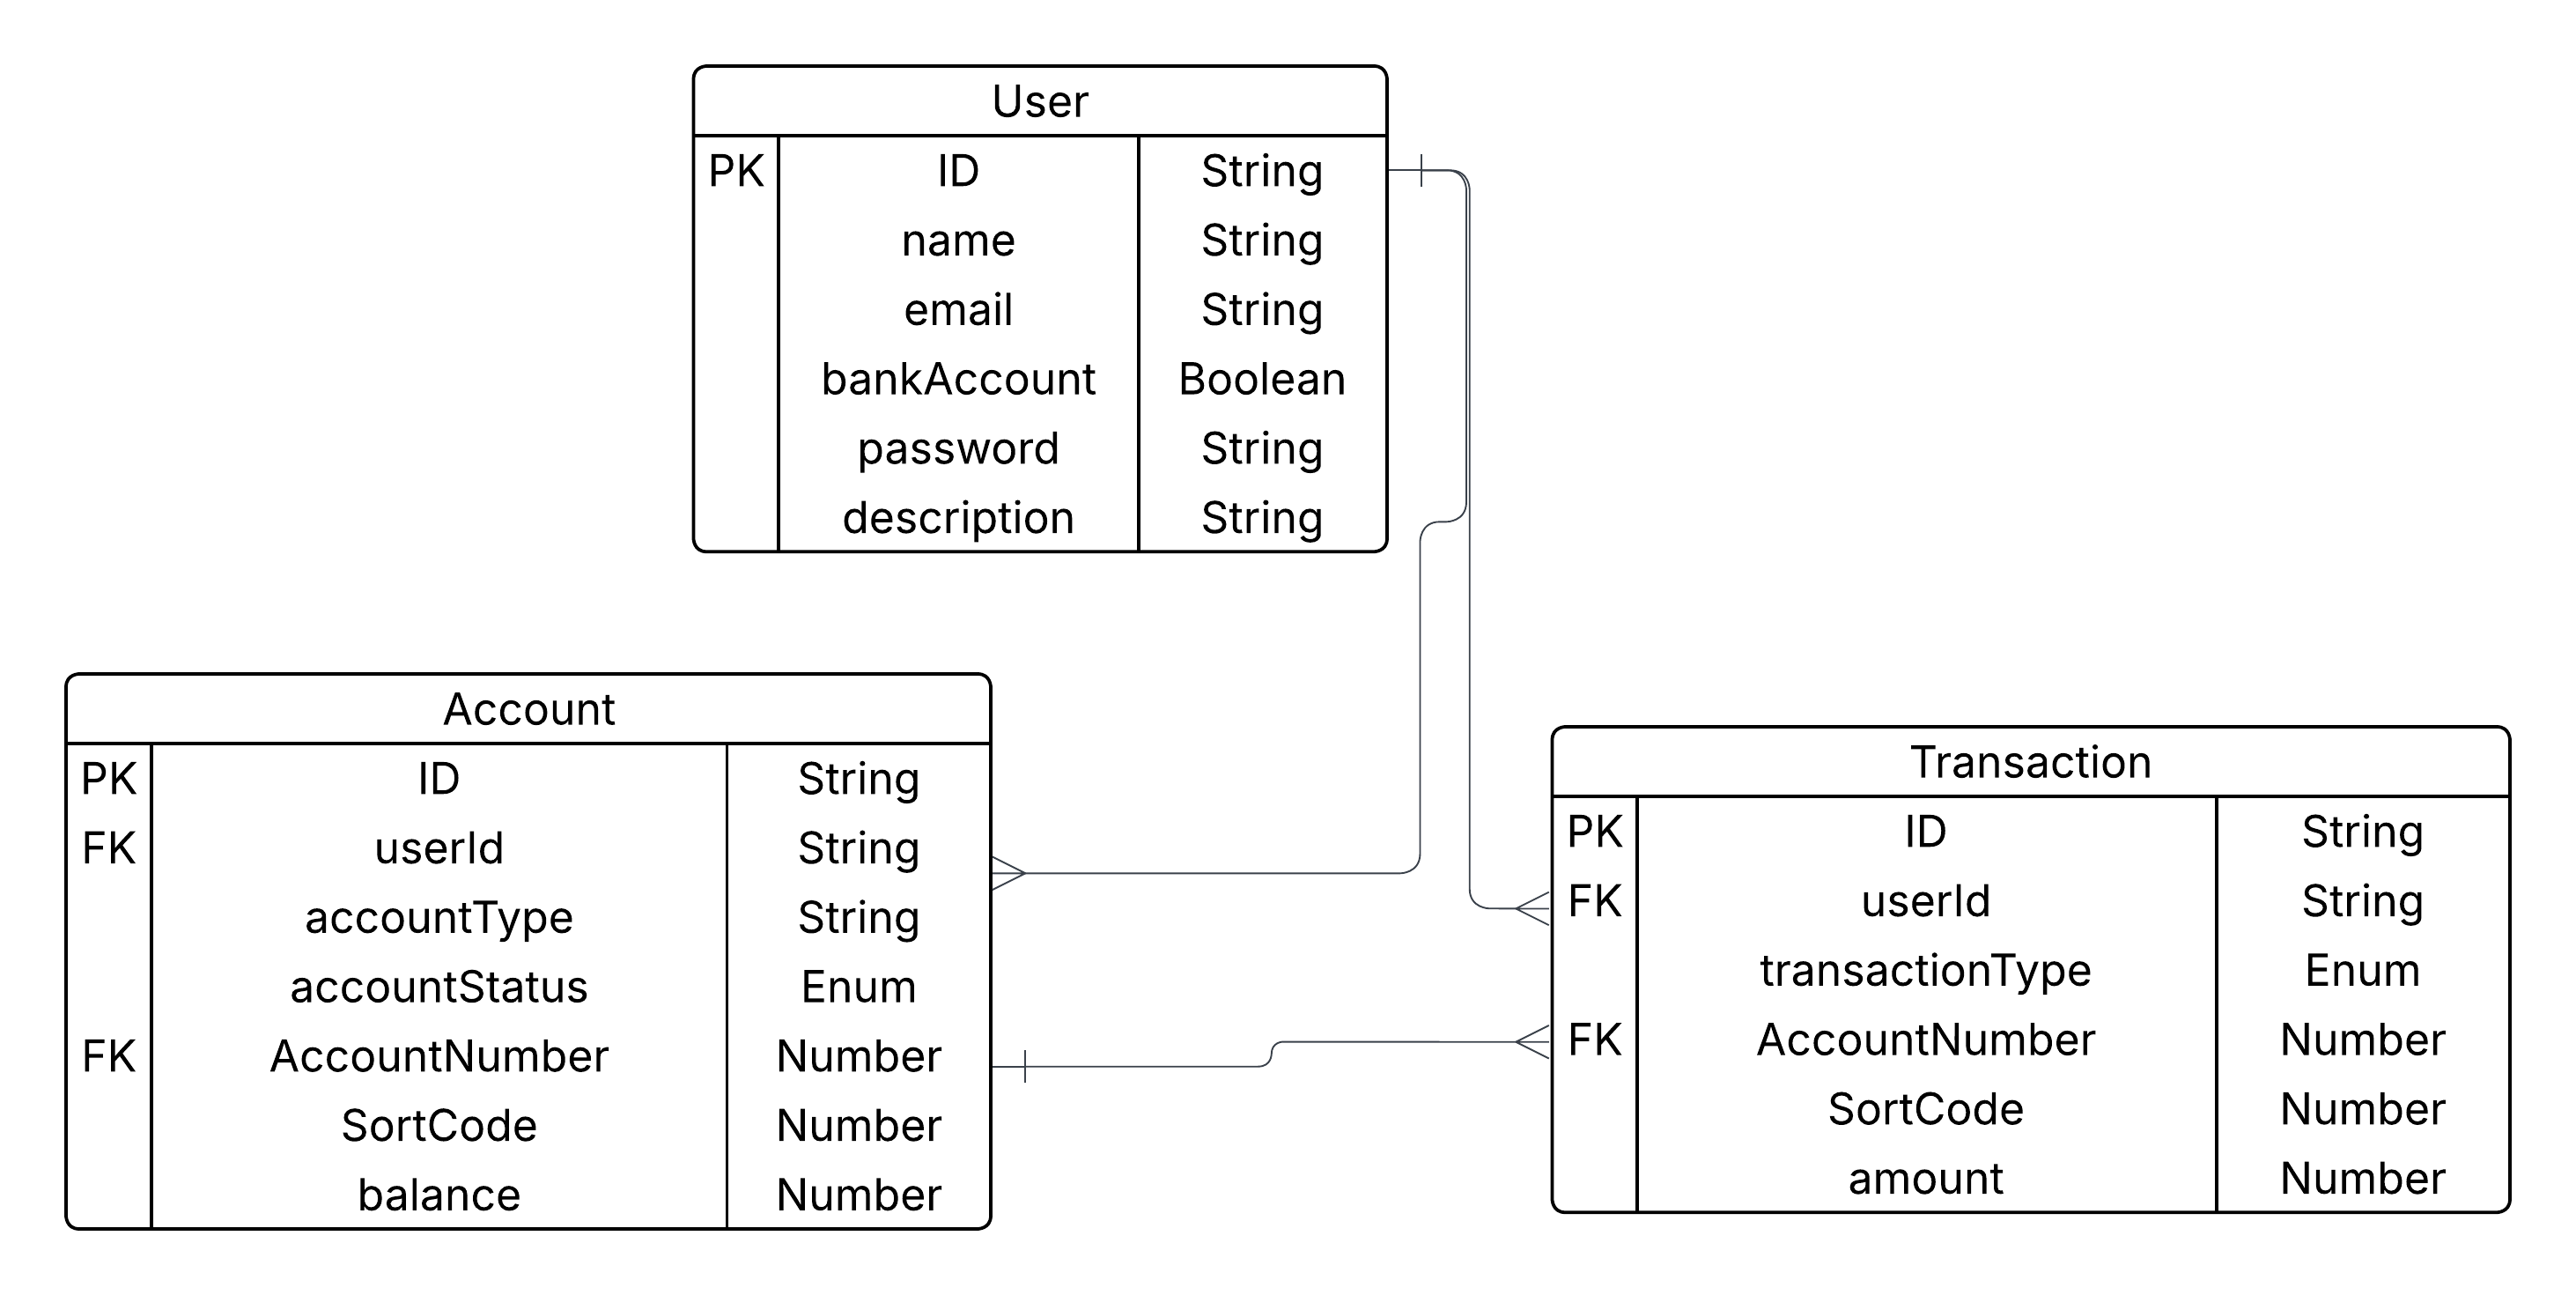 User
PK ID String
name String
email String
bankAccount Boolean
password String
description String
Account
PK ID String
FK userId String
accountType String
accountStatus Enum
FK AccountNumber Number
SortCode Number
balance Number
Transaction
PK ID String
FK userId String
transactionType Enum
FK AccountNumber Number
SortCode Number
amount Number